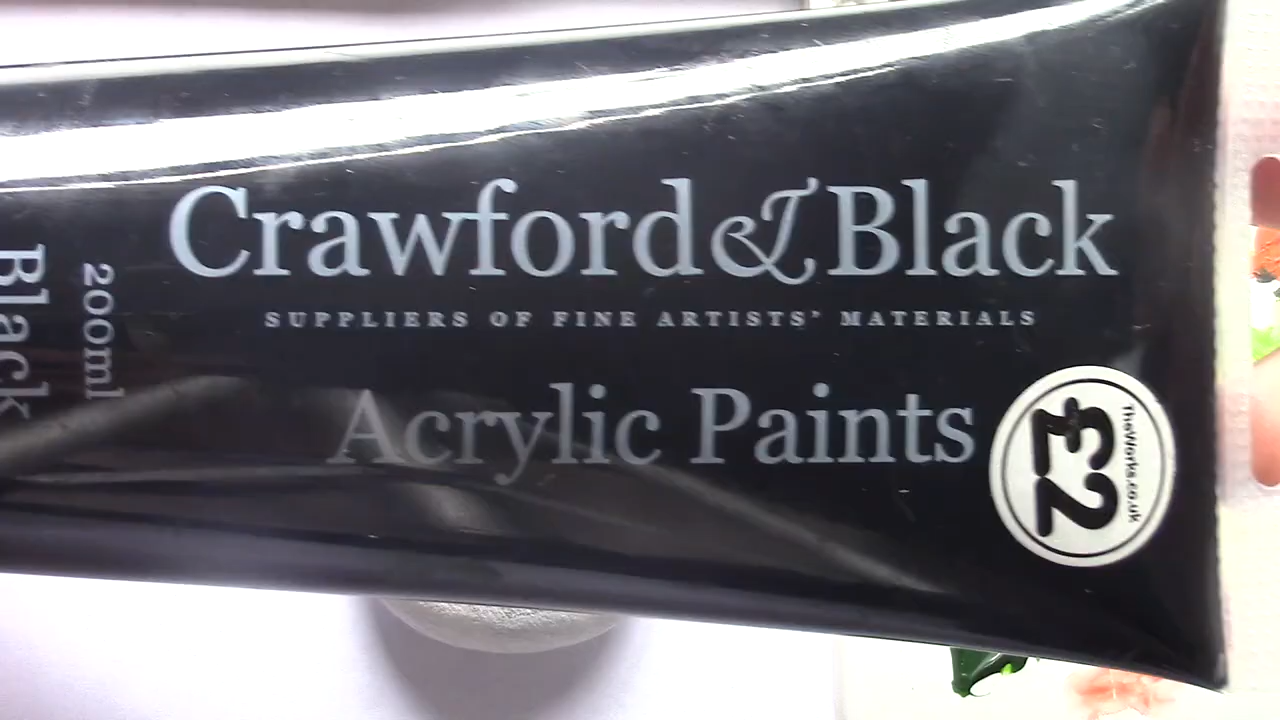 Crawford & Black
SUPPLIERS OF FINE ARTISTS' MATERIALS
Acrylic Paints
200ml
Black
TheWorks.co.uk
£2